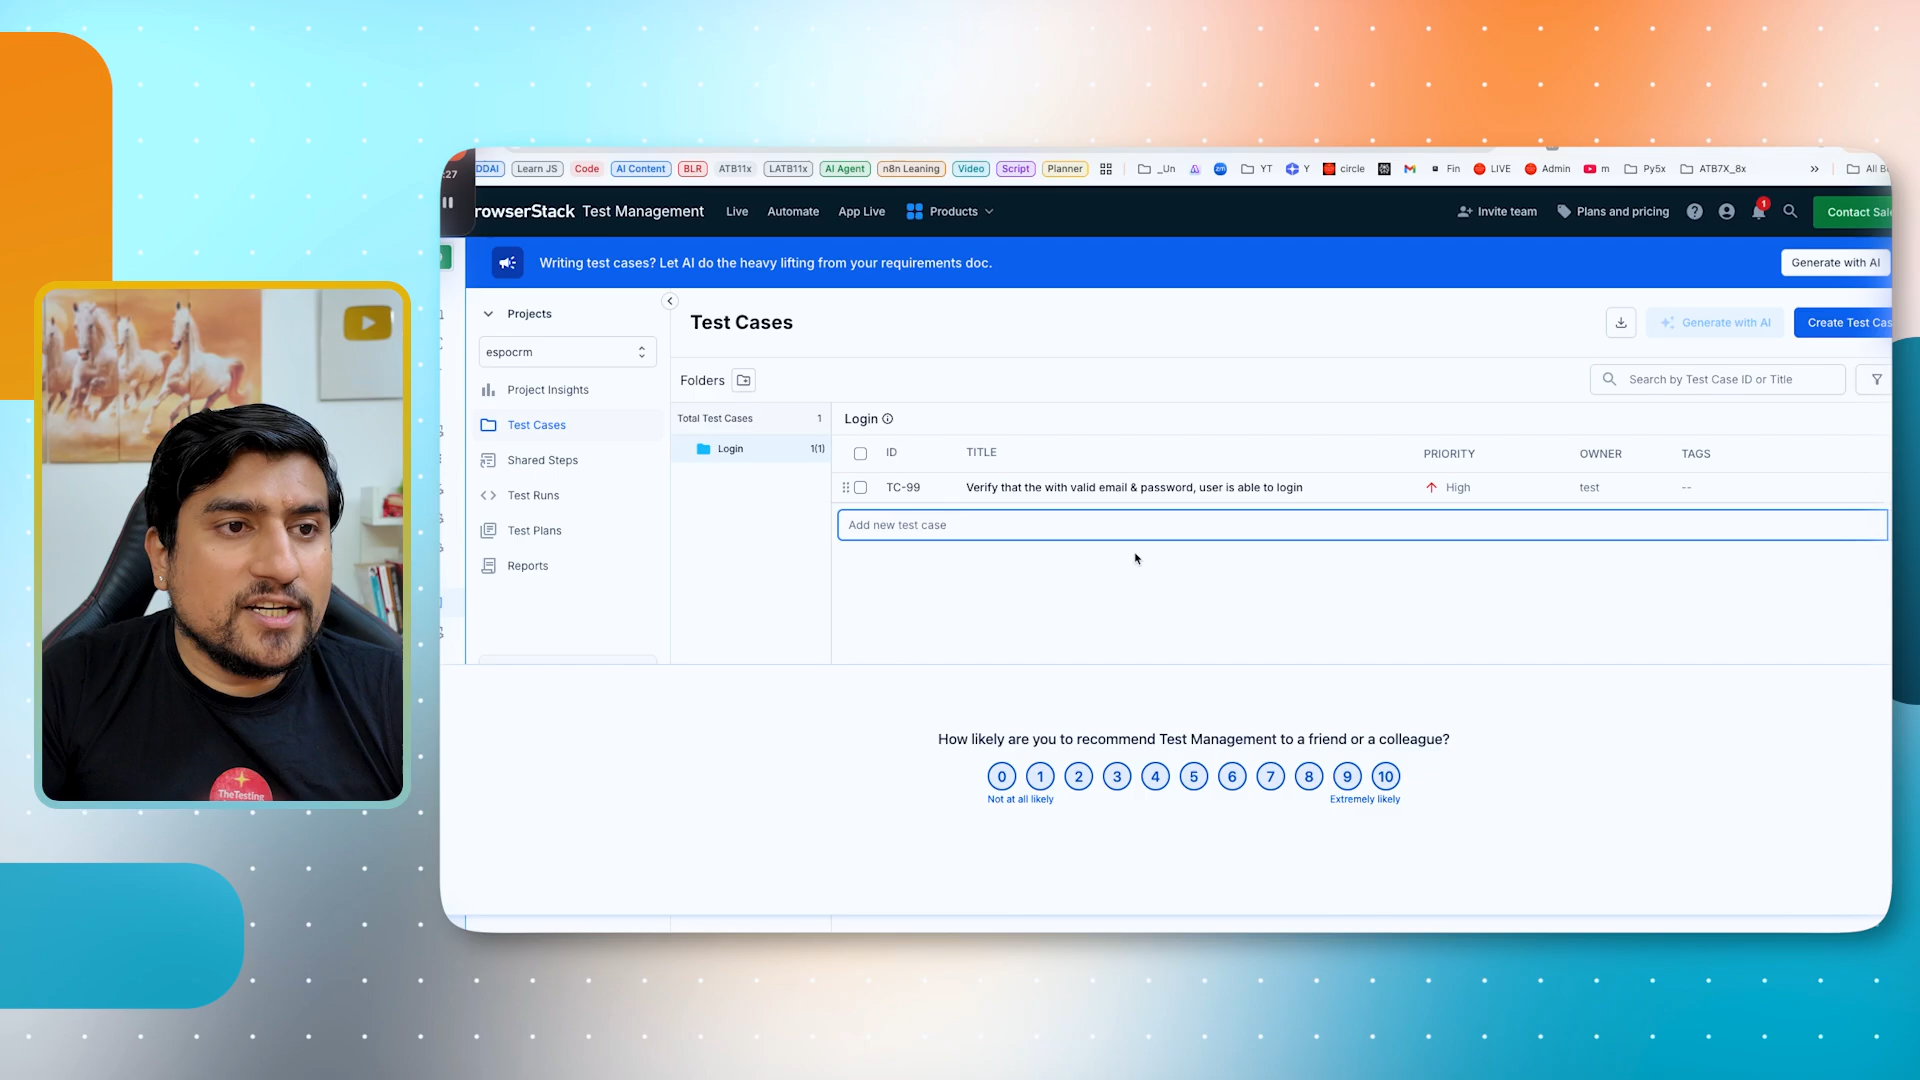 :27
DDAI Learn JS Code AI Content BLR ATB11x LATB11x AI Agent n8n Leaning Video Script Planner _Un YT Y circle Fin LIVE Admin m Py5x ATB7X_8x » All B
rowserStack Test Management Live Automate App Live Products Invite team Plans and pricing 1 Contact Sal
Writing test cases? Let AI do the heavy lifting from your requirements doc. Generate with AI
Projects
espocrm
Project Insights
Test Cases
Shared Steps
Test Runs
Test Plans
Reports
Test Cases
Generate with AI
Create Test Cas
Folders
Search by Test Case ID or Title
Total Test Cases 1
Login 1(1)
Login
ID TITLE PRIORITY OWNER TAGS
TC-99 Verify that the with valid email & password, user is able to login High test --
Add new test case
How likely are you to recommend Test Management to a friend or a colleague?
0 1 2 3 4 5 6 7 8 9 10
Not at all likely Extremely likely
TheTesting